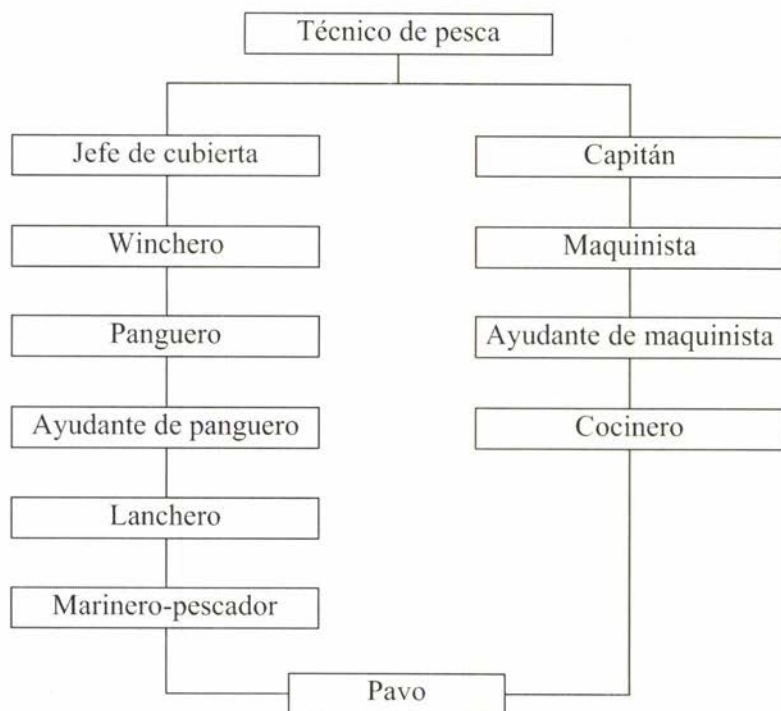 Técnico de pesca
Jefe de cubierta
Capitán
Winchero
Maquinista
Panguero
Ayudante de maquinista
Ayudante de panguero
Cocinero
Lanchero
Marinero-pescador
Pavo